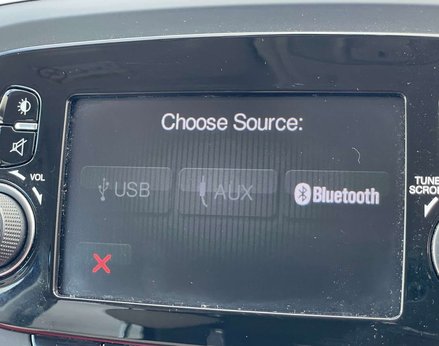 Choose Source:
VOL
TUNE
SCROLL
USB
AUX
Bluetooth